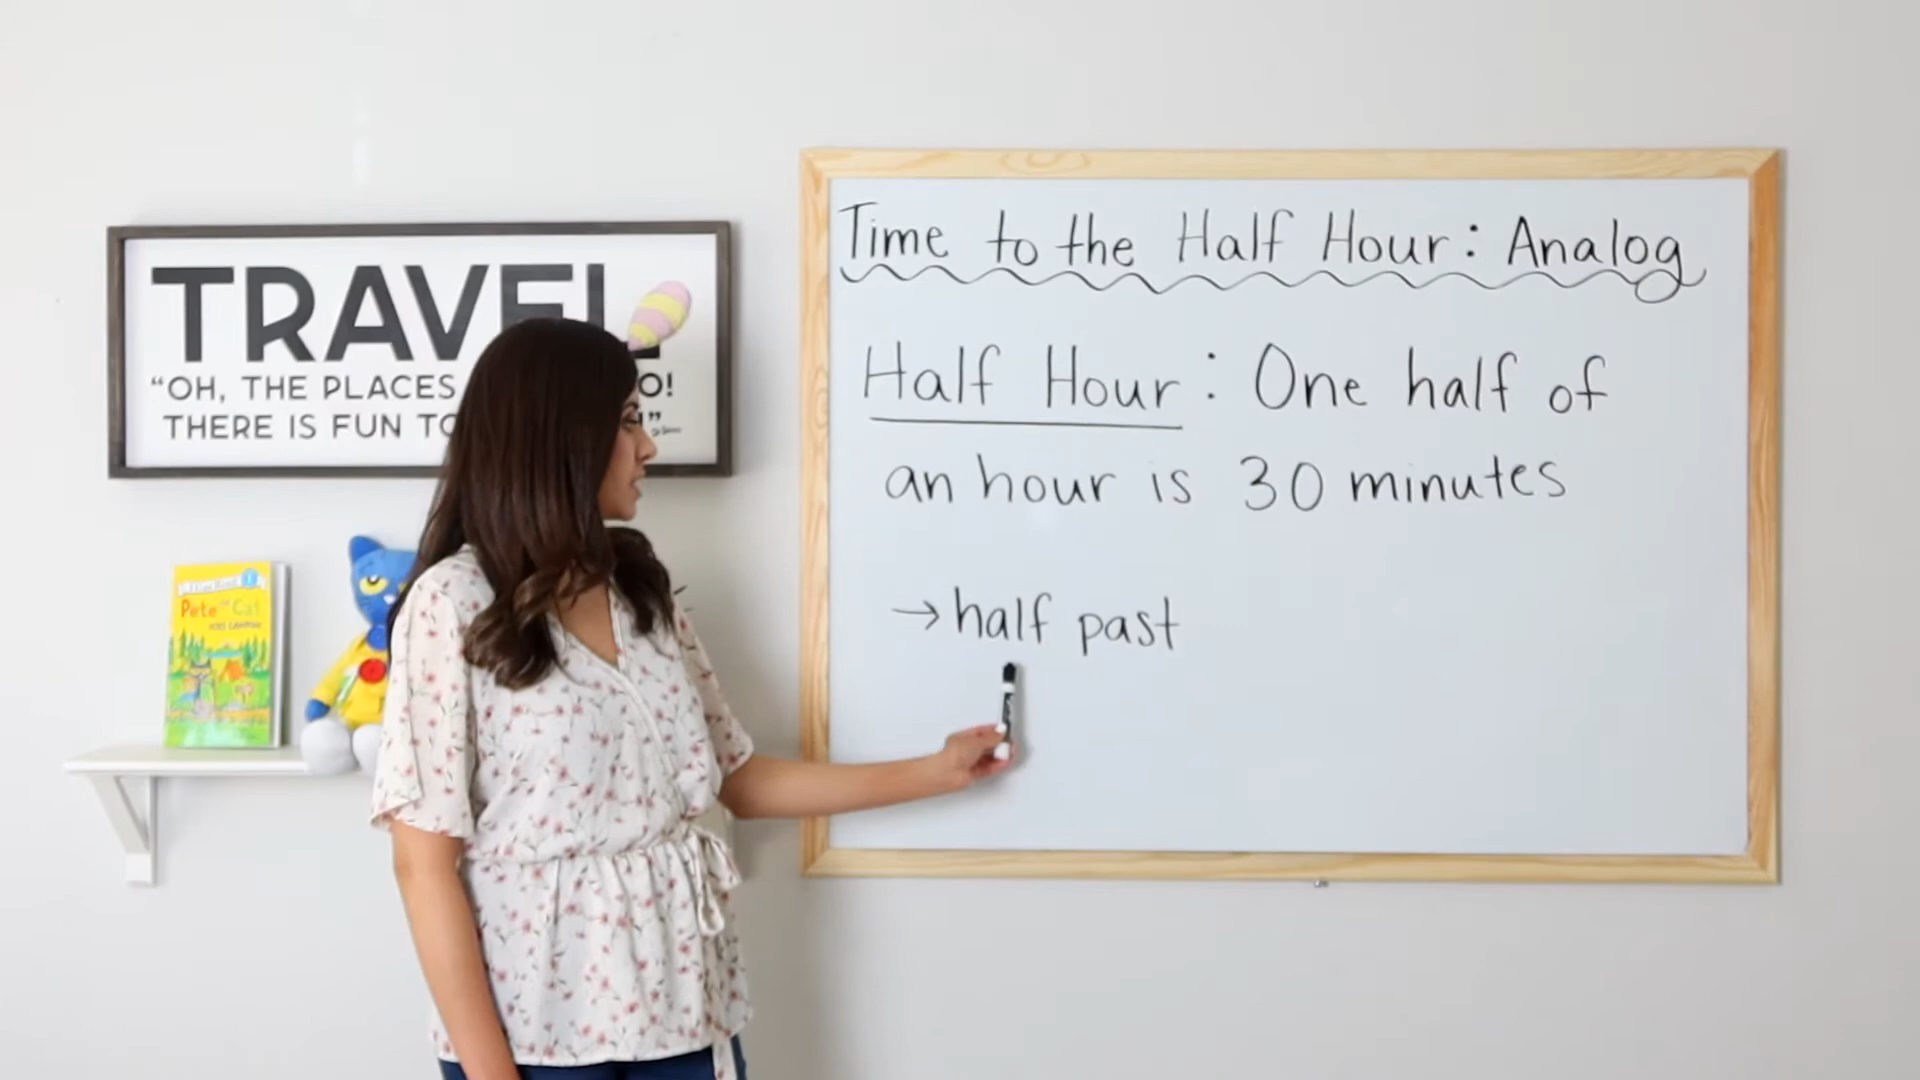 TRAVEL
“OH, THE PLACES O!
THERE IS FUN TO ”
Pete the Cat
Time to the Half Hour: Analog
Half Hour: One half of
an hour is 30 minutes
→half past